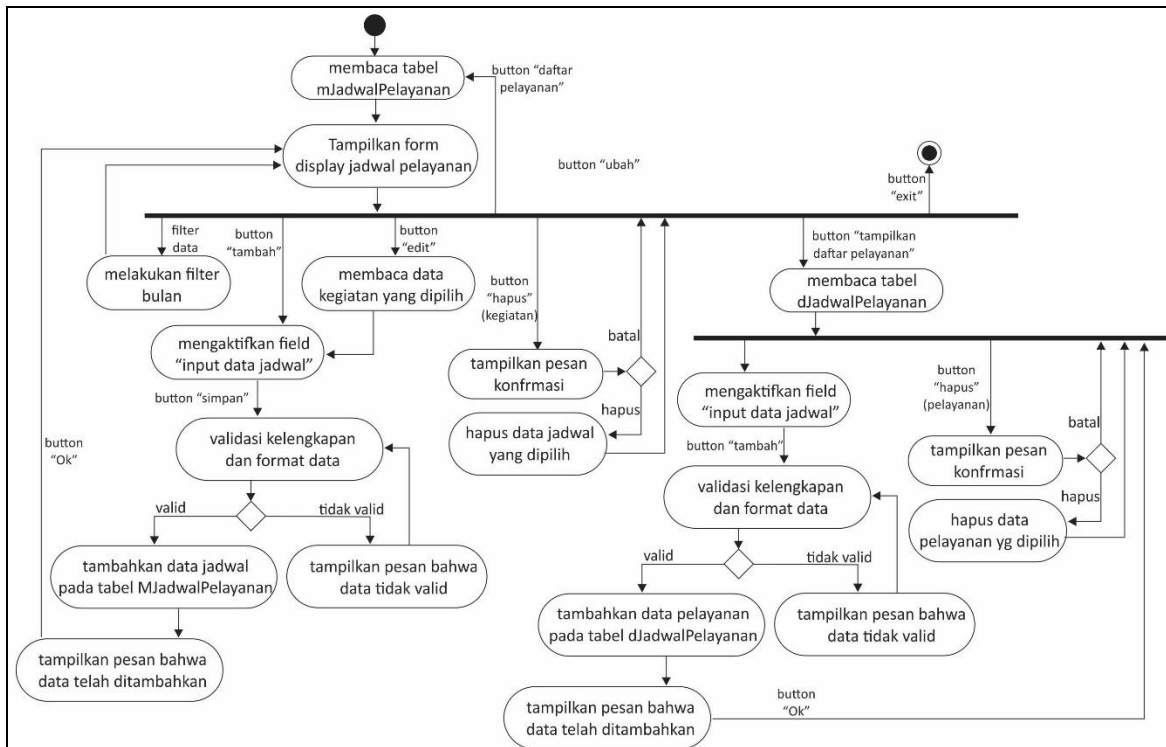 membaca tabel
mJadwalPelayanan
button “daftar
pelayanan”
Tampilkan form
display jadwal pelayanan
button “ubah”
button
“exit”
filter
data
button
“tambah”
button
“edit”
button
“hapus”
(kegiatan)
button “tampilkan
daftar pelayanan”
melakukan filter
bulan
membaca data
kegiatan yang dipilih
membaca tabel
dJadwalPelayanan
mengaktifkan field
“input data jadwal”
batal
tampilkan pesan
konfrmasi
hapus
hapus data jadwal
yang dipilih
button “simpan”
validasi kelengkapan
dan format data
button
“Ok”
valid
tidak valid
tambahkan data jadwal
pada tabel MJadwalPelayanan
tampilkan pesan bahwa
data tidak valid
tampilkan pesan bahwa
data telah ditambahkan
mengaktifkan field
“input data jadwal”
button
“hapus”
(pelayanan)
batal
button “tambah”
tampilkan pesan
konfrmasi
validasi kelengkapan
dan format data
hapus
hapus data
pelayanan yg dipilih
valid
tidak valid
tambahkan data pelayanan
pada tabel dJadwalPelayanan
tampilkan pesan bahwa
data tidak valid
tampilkan pesan bahwa
data telah ditambahkan
button
“Ok”